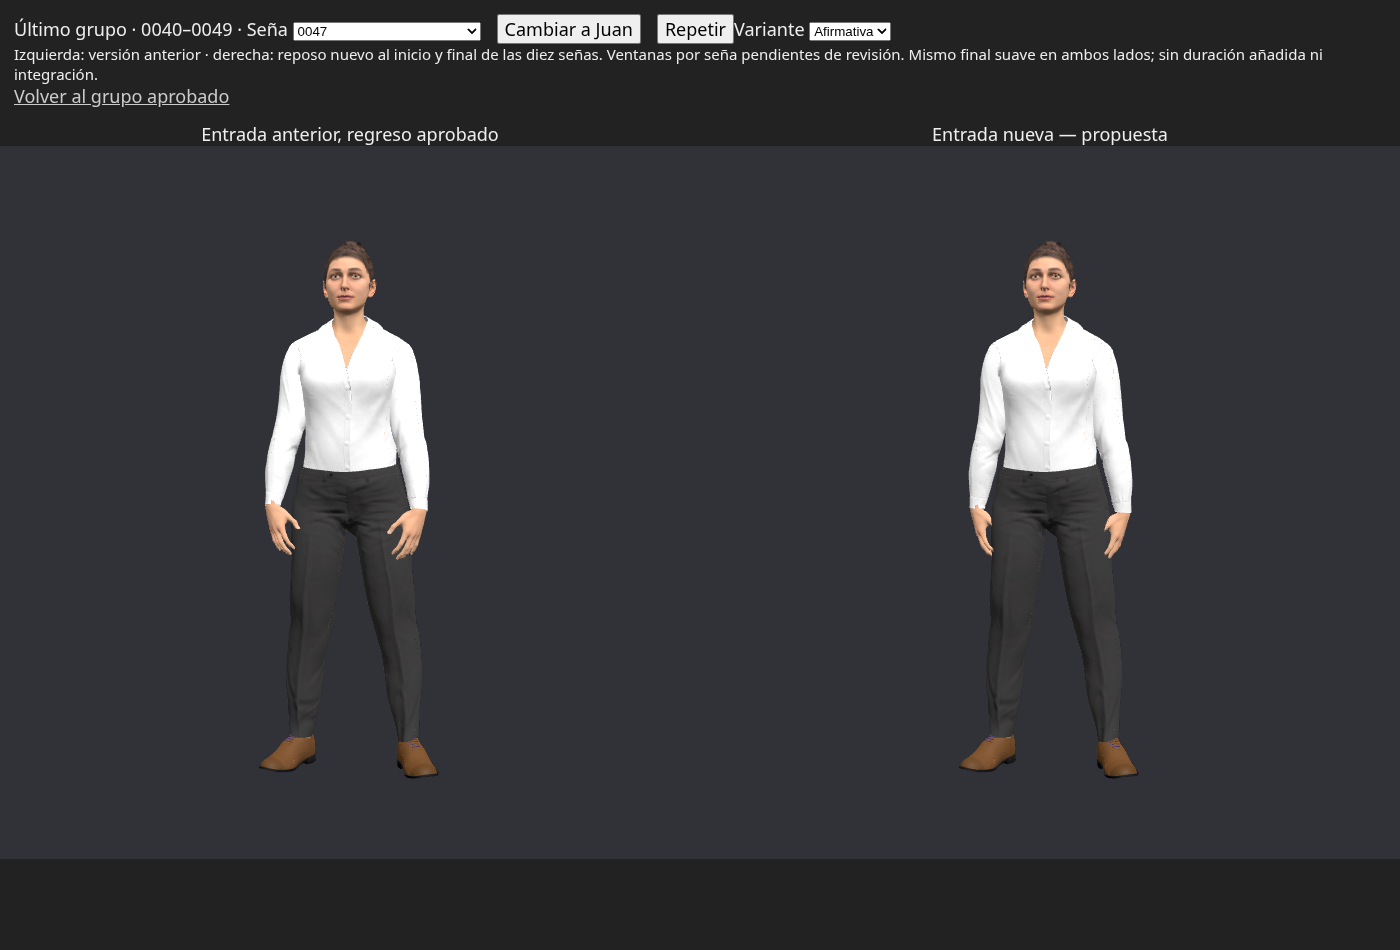 Último grupo · 0040–0049 · Seña 0047 Cambiar a Juan Repetir Variante Afirmativa
Izquierda: versión anterior · derecha: reposo nuevo al inicio y final de las diez señas. Ventanas por seña pendientes de revisión. Mismo final suave en ambos lados; sin duración añadida ni
integración.
Volver al grupo aprobado
Entrada anterior, regreso aprobado
Entrada nueva — propuesta